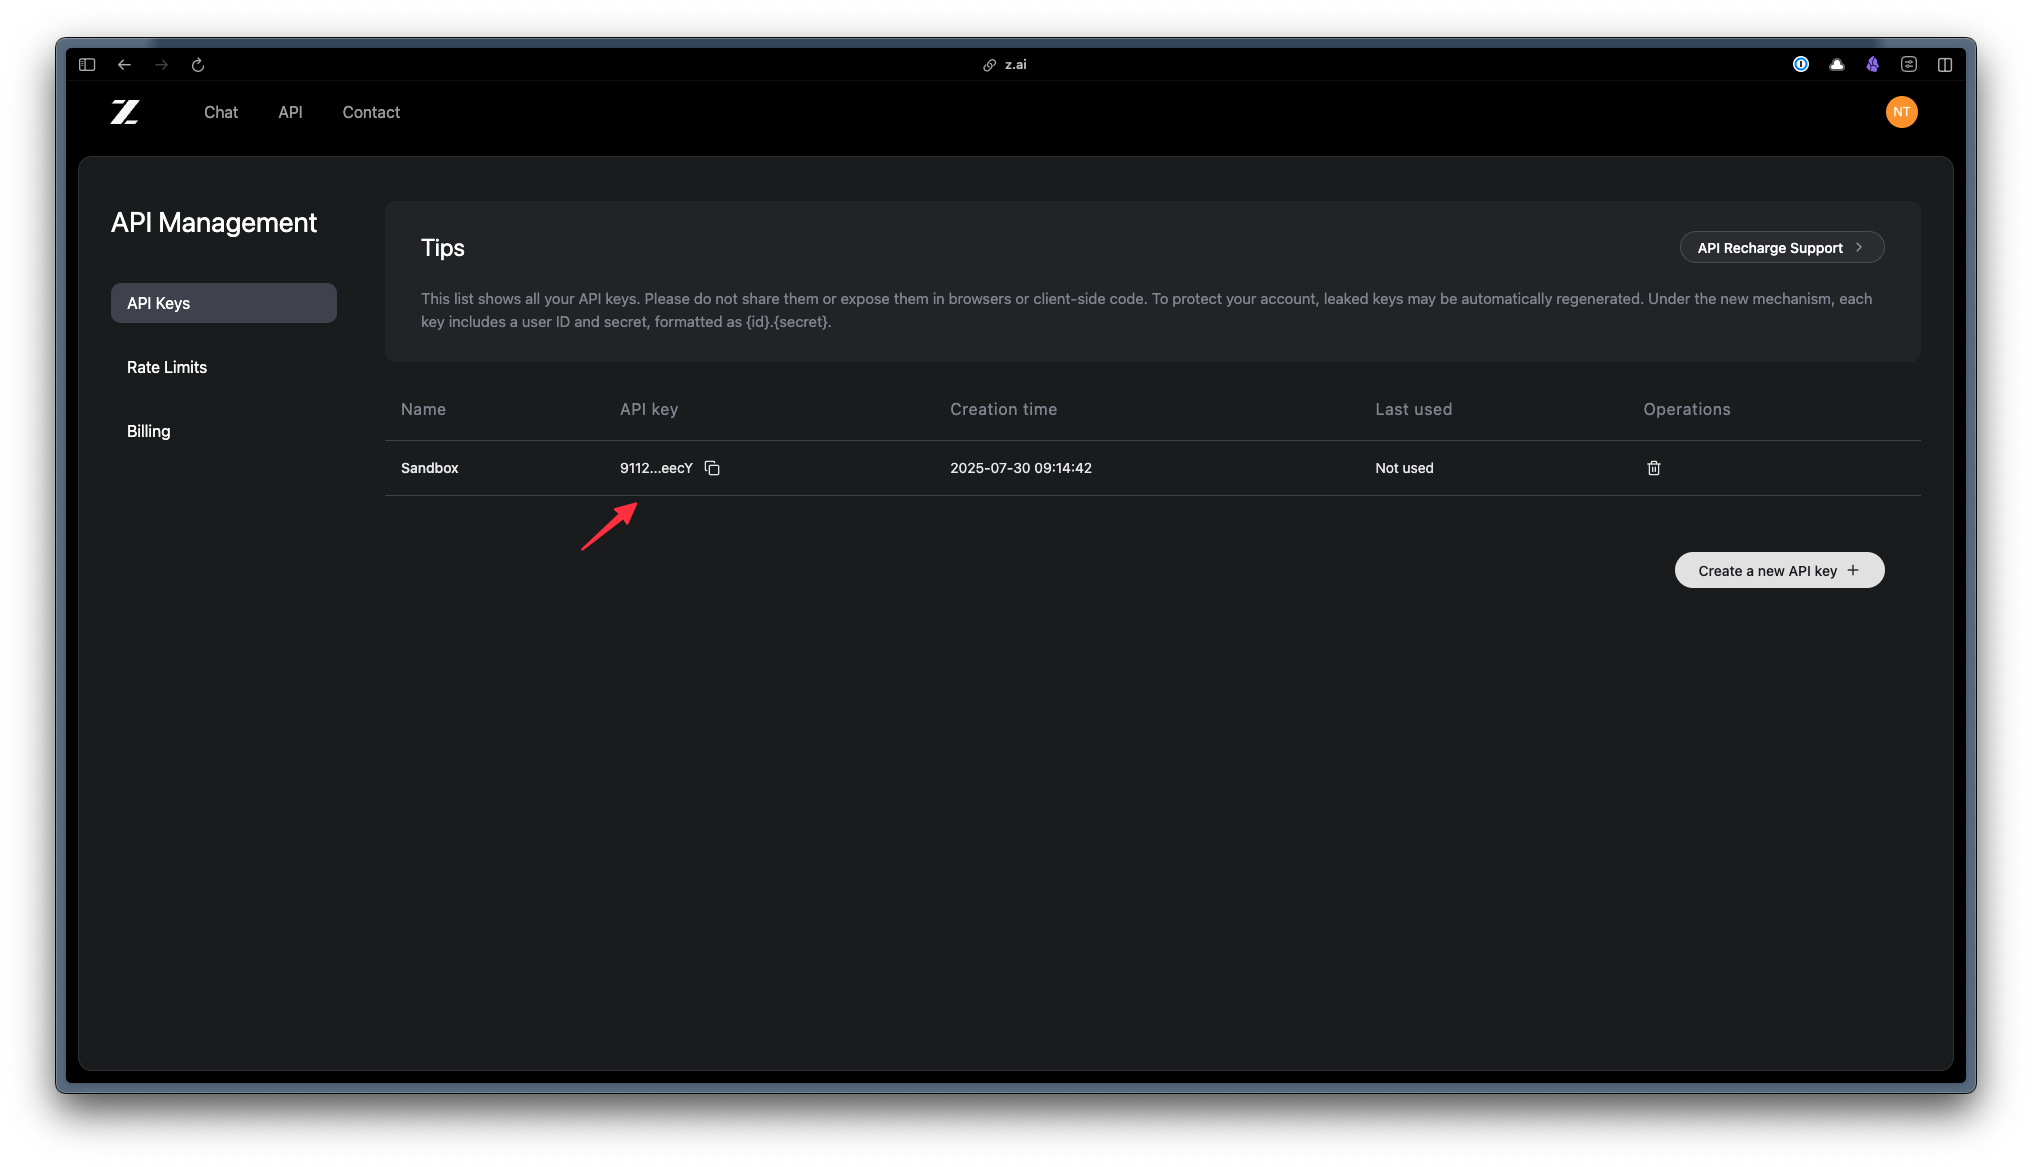 z.ai
Chat API Contact
NT
API Management
API Keys
Rate Limits
Billing
Tips
API Recharge Support
This list shows all your API keys. Please do not share them or expose them in browsers or client-side code. To protect your account, leaked keys may be automatically regenerated. Under the new mechanism, each
key includes a user ID and secret, formatted as {id}.{secret}.
Name API key Creation time Last used Operations
Sandbox 9112...eecY 2025-07-30 09:14:42 Not used
Create a new API key +